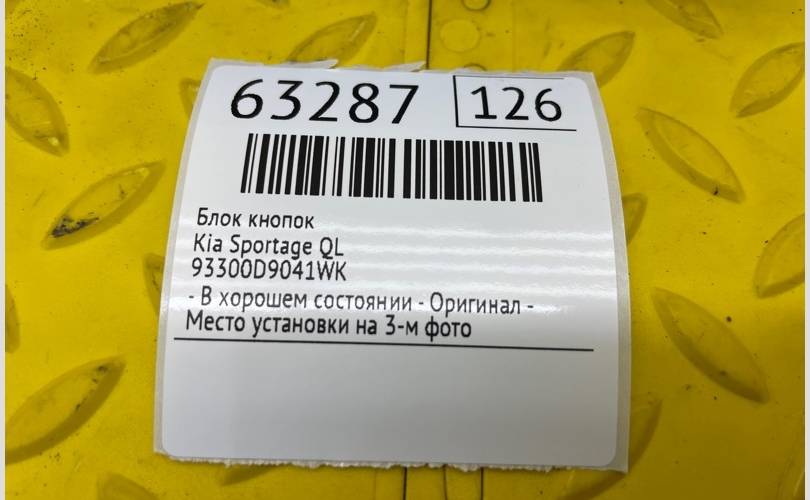 63287 126
Блок кнопок
Kia Sportage QL
93300D9041WK
- В хорошем состоянии - Оригинал -
Место установки на 3-м фото